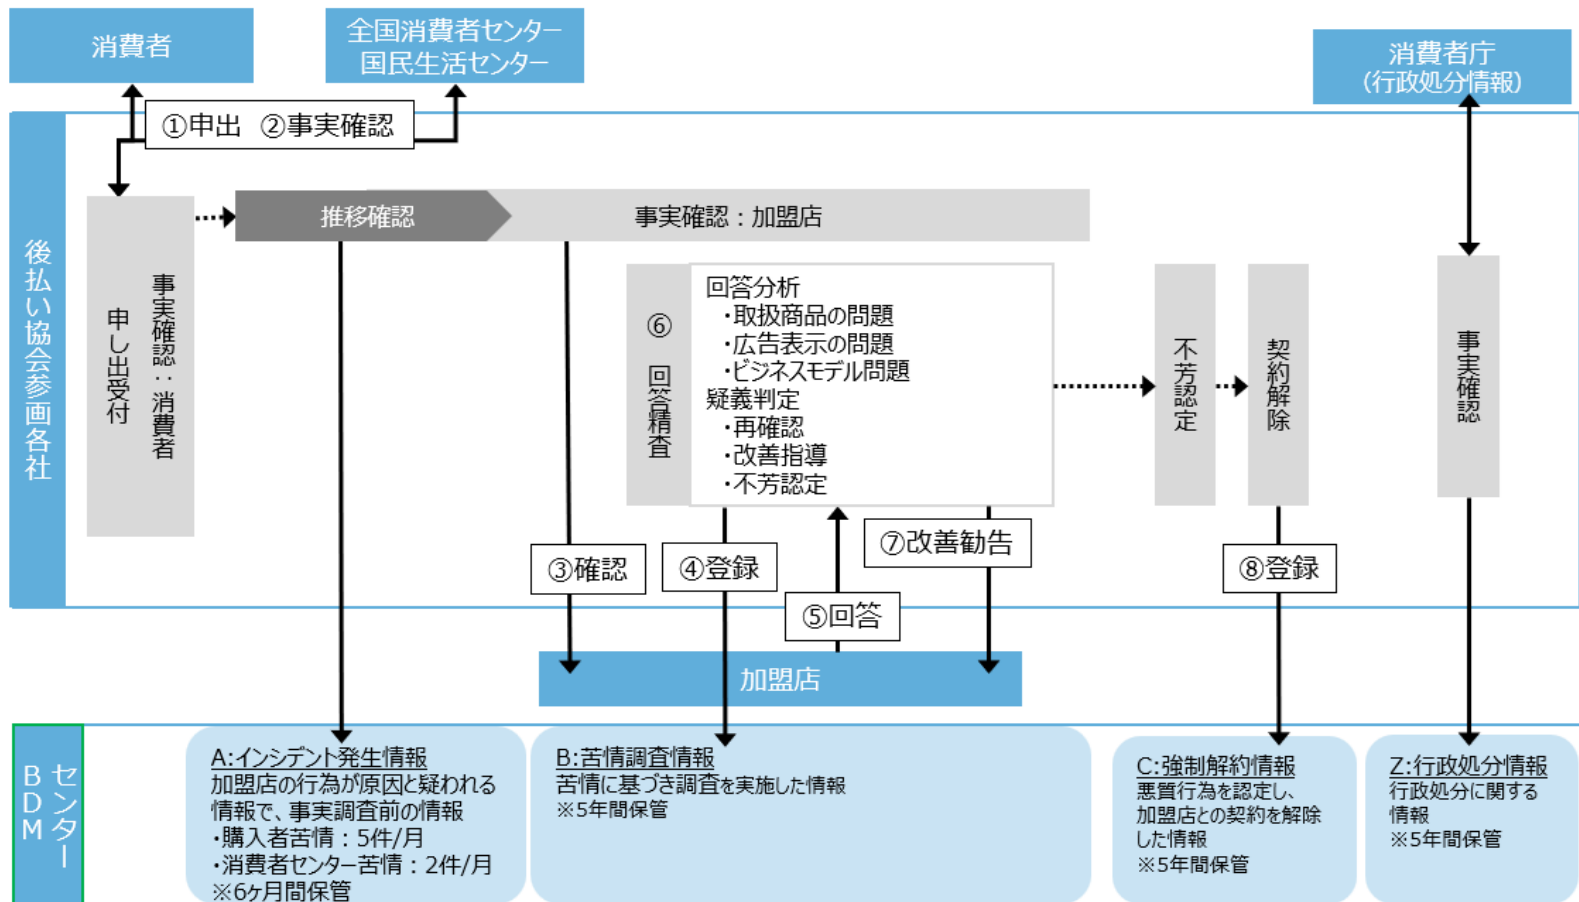 消費者
全国消費者センター
国民生活センター
消費者庁
(行政処分情報)
①申出 ②事実確認
後払い協会参画各社
申し出受付
事実確認：消費者
推移確認
事実確認：加盟店
⑥ 回答精査
回答分析
・取扱商品の問題
・広告表示の問題
・ビジネスモデル問題
疑義判定
・再確認
・改善指導
・不芳認定
不芳認定
契約解除
事実確認
③確認
④登録
⑤回答
⑦改善勧告
⑧登録
加盟店
BDM
センター
A:インシデント発生情報
加盟店の行為が原因と疑われる
情報で、事実調査前の情報
・購入者苦情：5件/月
・消費者センター苦情：2件/月
※6ヶ月間保管
B:苦情調査情報
苦情に基づき調査を実施した情報
※5年間保管
C:強制解約情報
悪質行為を認定し、
加盟店との契約を解除
した情報
※5年間保管
Z:行政処分情報
行政処分に関する
情報
※5年間保管